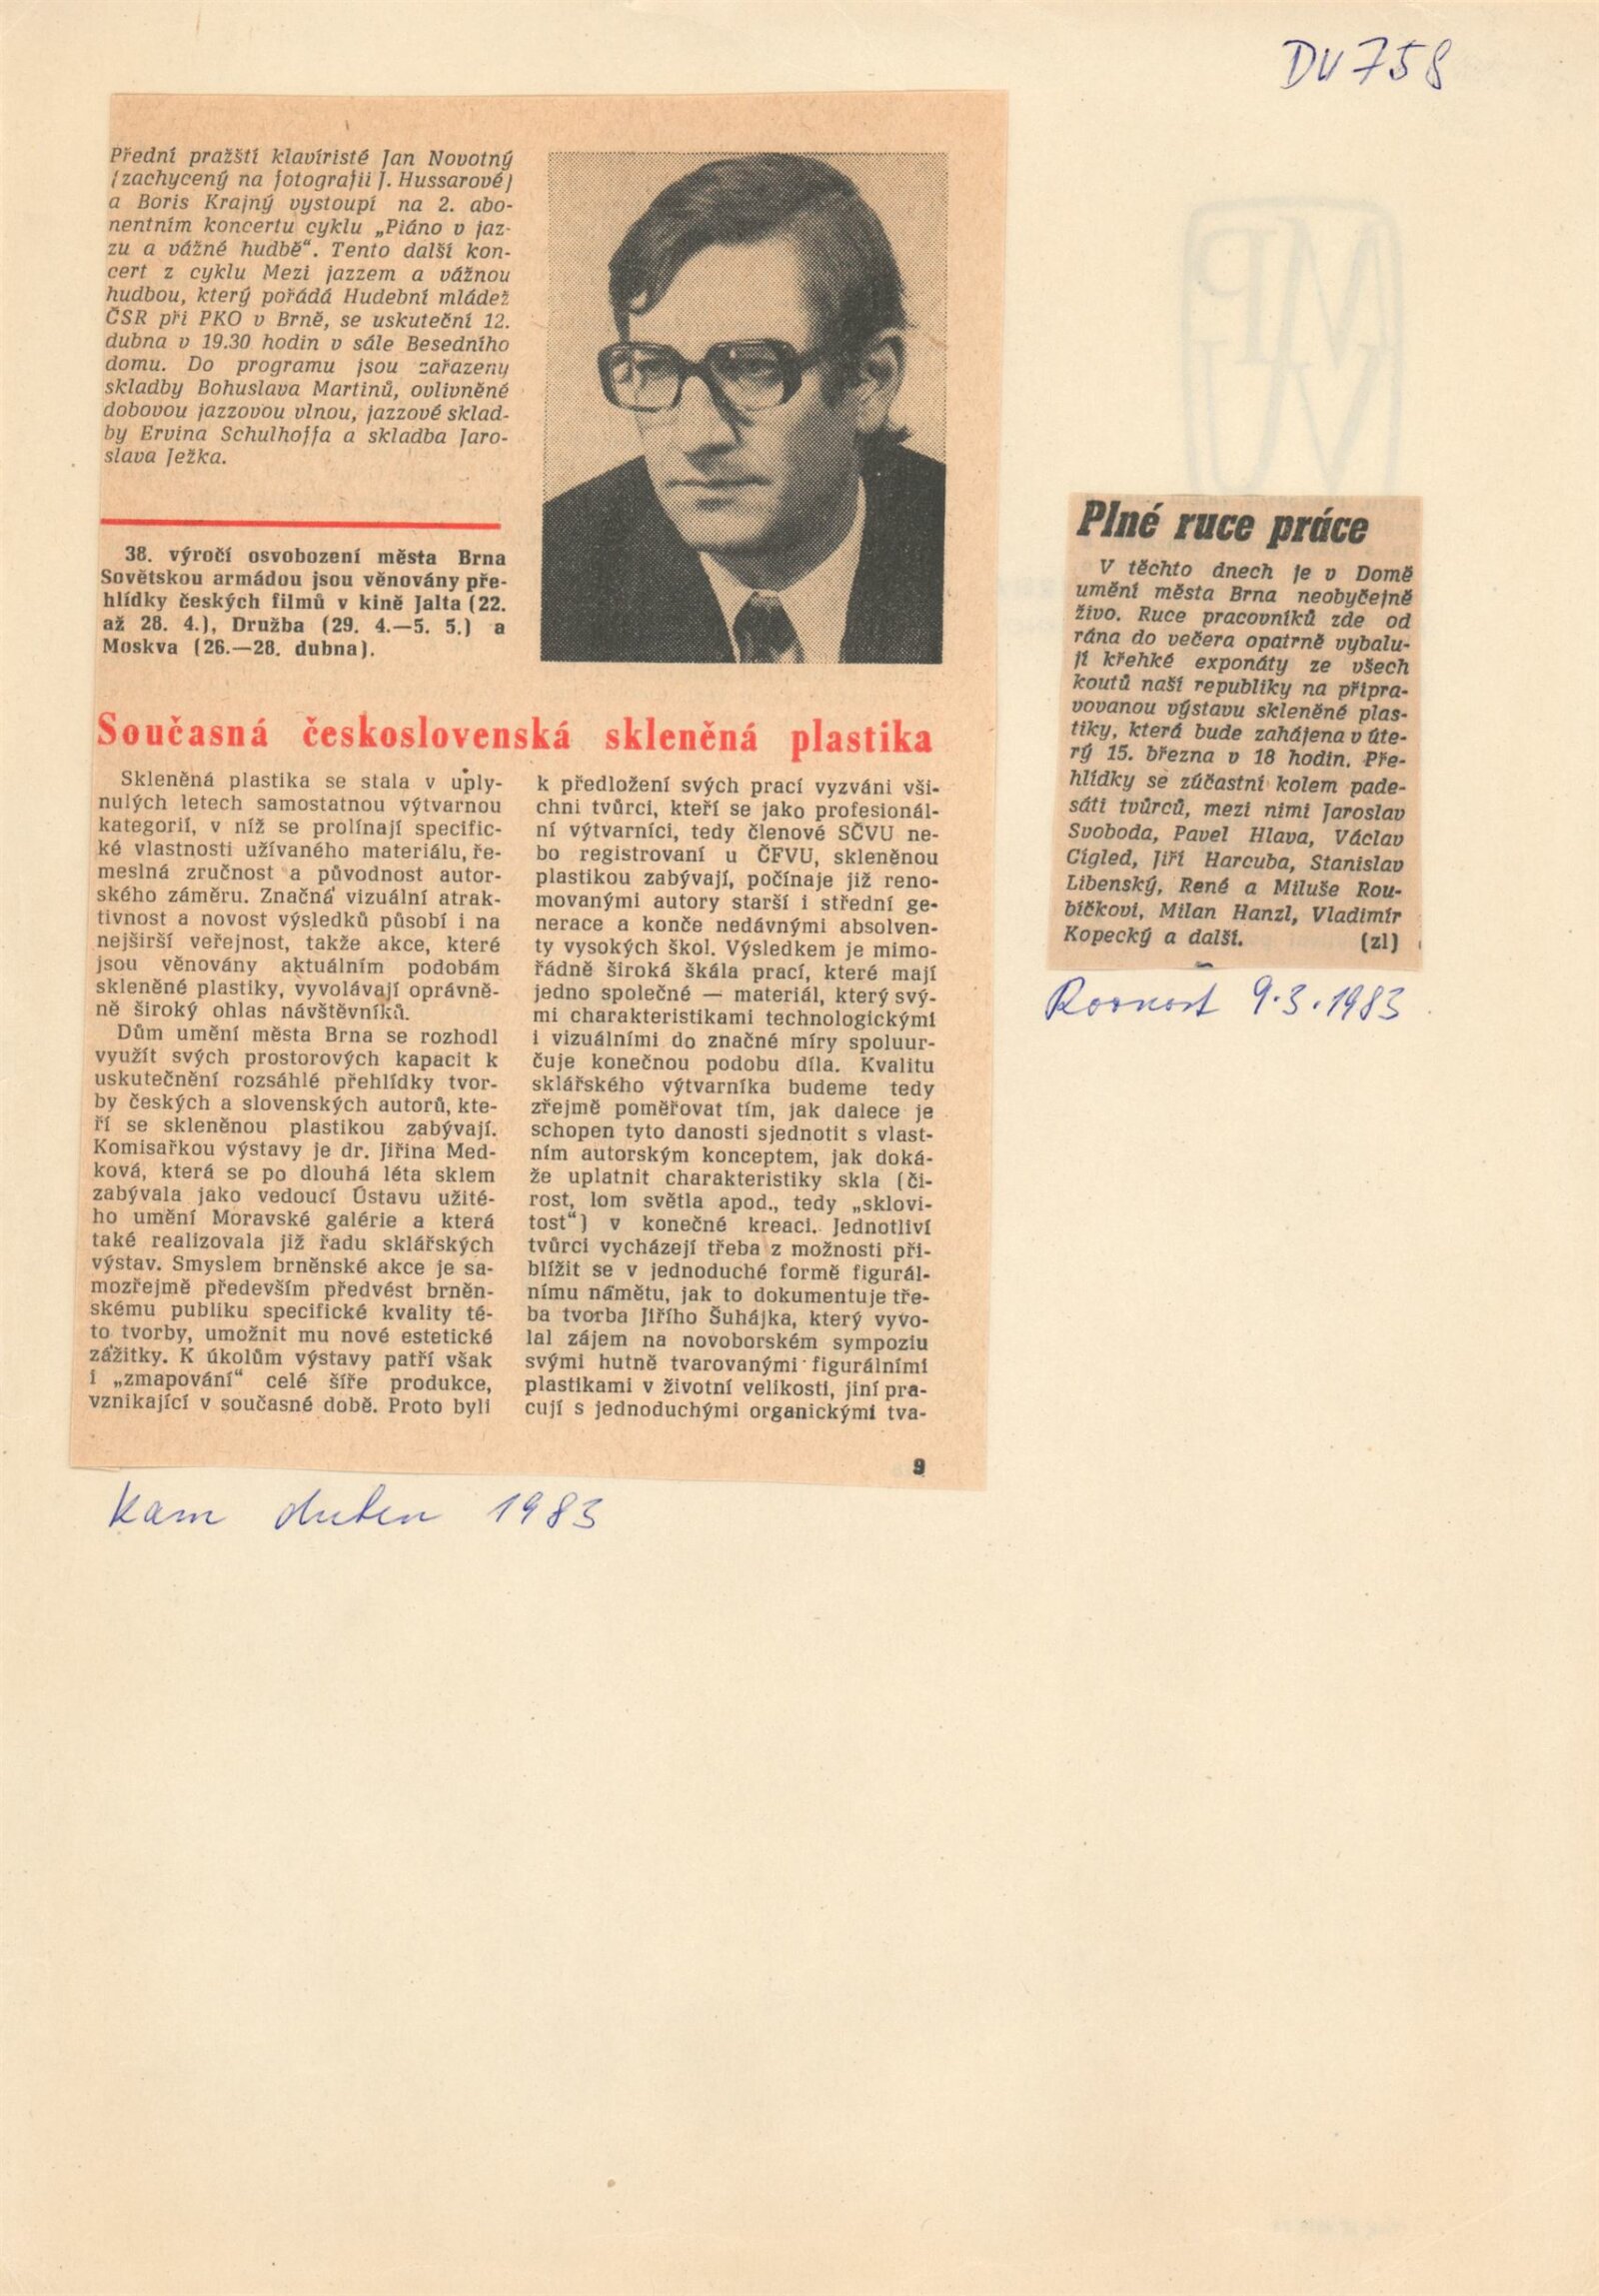 DU 758
Přední pražští klavíristé Jan Novotný
(zachycený na fotografii J. Hussarové)
a Boris Krajný vystoupí na 2. abo-
nentním koncertu cyklu „Piáno v jaz-
zu a vážné hudbě“. Tento další kon-
cert z cyklu Mezi jazzem a vážnou
hudbou, který pořádá Hudební mládež
ČSR při PKO v Brně, se uskuteční 12.
dubna v 19.30 hodin v sále Besedního
domu. Do programu jsou zařazeny
skladby Bohuslava Martinů, ovlivněné
dobovou jazzovou vlnou, jazzové sklad-
by Ervina Schulhoffa a skladba Jaro-
slava Ježka.
38. výročí osvobození města Brna
Sovětskou armádou jsou věnovány pře-
hlídky českých filmů v kině Jalta (22.
až 28. 4.), Družba (29. 4.—5. 5.) a
Moskva (26.—28. dubna).
Současná československá skleněná plastika
Skleněná plastika se stala v uply-
nulých letech samostatnou výtvarnou
kategorií, v níž se prolínají specific-
ké vlastnosti užívaného materiálu, ře-
meslná zručnost a původnost autor-
ského záměru. Značná vizuální atrak-
tivnost a novost výsledků působí i na
nejširší veřejnost, takže akce, které
jsou věnovány aktuálním podobám
skleněné plastiky, vyvolávají oprávně-
ně široký ohlas návštěvníků.
Dům umění města Brna se rozhodl
využít svých prostorových kapacit k
uskutečnění rozsáhlé přehlídky tvor-
by českých a slovenských autorů, kte-
ří se skleněnou plastikou zabývají.
Komisařkou výstavy je dr. Jiřina Med-
ková, která se po dlouhá léta sklem
zabývala jako vedoucí Ústavu užité-
ho umění Moravské galérie a která
také realizovala již řadu sklářských
výstav. Smyslem brněnské akce je sa-
mozřejmě především předvést brněn-
skému publiku specifické kvality té-
to tvorby, umožnit mu nové estetické
zážitky. K úkolům výstavy patří však
i „zmapování“ celé šíře produkce,
vznikající v současné době. Proto byli
k předložení svých prací vyzváni vši-
chni tvůrci, kteří se jako profesionál-
ní výtvarníci, tedy členové SČVU ne-
bo registrovaní u ČFVU, skleněnou
plastikou zabývají, počínaje již reno-
movanými autory starší i střední ge-
nerace a konče nedávnými absolven-
ty vysokých škol. Výsledkem je mimo-
řádně široká škála prací, které mají
jedno společné — materiál, který svý-
mi charakteristikami technologickými
i vizuálními do značné míry spoluur-
čuje konečnou podobu díla. Kvalitu
sklářského výtvarníka budeme tedy
zřejmě poměřovat tím, jak dalece je
schopen tyto danosti sjednotit s vlast-
ním autorským konceptem, jak doká-
že uplatnit charakteristiky skla (či-
rost, lom světla apod., tedy „sklovi-
tost“) v konečné kreaci. Jednotliví
tvůrci vycházejí třeba z možnosti při-
blížit se v jednoduché formě figurál-
nímu námětu, jak to dokumentuje tře-
ba tvorba Jiřího Šuhájka, který vyvo-
lal zájem na novoborském sympoziu
svými hutně tvarovanými figurálními
plastikami v životní velikosti, jiní pra-
cují s jednoduchými organickými tva-
9
Kam duben 1983
Plné ruce práce
V těchto dnech je v Domě
umění města Brna neobyčejně
živo. Ruce pracovníků zde od
rána do večera opatrně vybalu-
jí křehké exponáty ze všech
koutů naší republiky na připra-
vovanou výstavu skleněné plas-
tiky, která bude zahájena v úte-
rý 15. března v 18 hodin. Pře-
hlídky se zúčastní kolem pade-
sáti tvůrců, mezi nimi Jaroslav
Svoboda, Pavel Hlava, Václav
Cigled, Jiří Harcuba, Stanislav
Libenský, René a Miluše Rou-
bíčkovi, Milan Hanzl, Vladimír
Kopecký a další. (zl)
Rovnost 9.3.1983